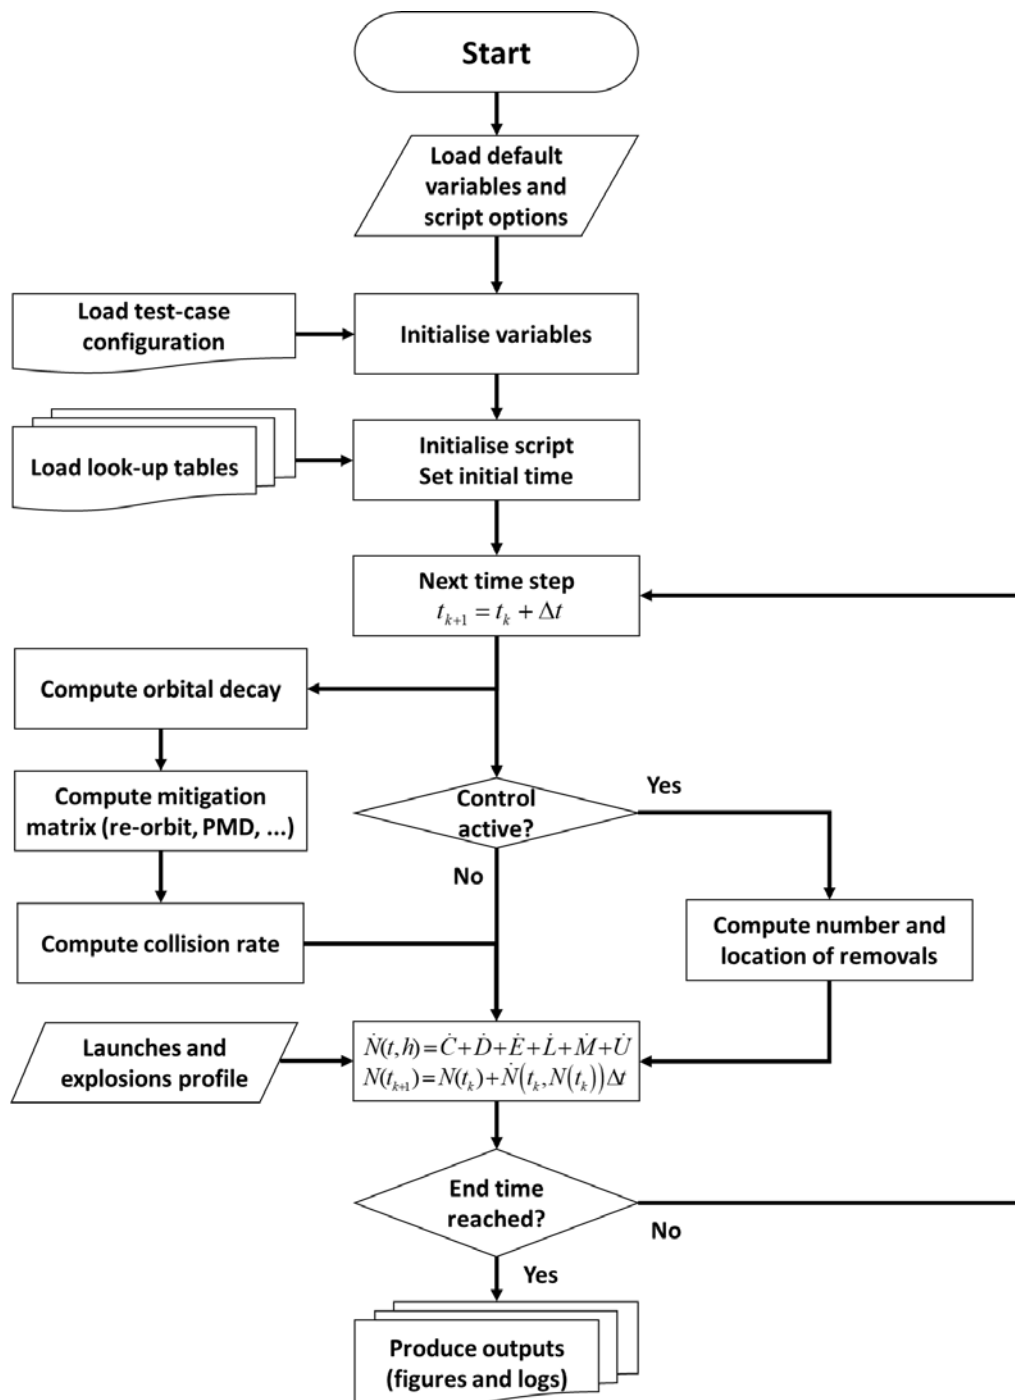 Start
Load default
variables and
script options
Load test-case
configuration
Initialise variables
Load look-up tables
Initialise script
Set initial time
Next time step
t_{k+1} = t_k + Δt
Compute orbital decay
Compute mitigation
matrix (re-orbit, PMD, ...)
Compute collision rate
Control
active?
Yes
No
Compute number and
location of removals
Launches and
explosions profile
Ṅ(t,h) = Ċ + Ḋ + Ė + L̇ + Ṁ + U̇
N(t_{k+1}) = N(t_k) + Ṅ(t_k, N(t_k))Δt
End time
reached?
No
Yes
Produce outputs
(figures and logs)